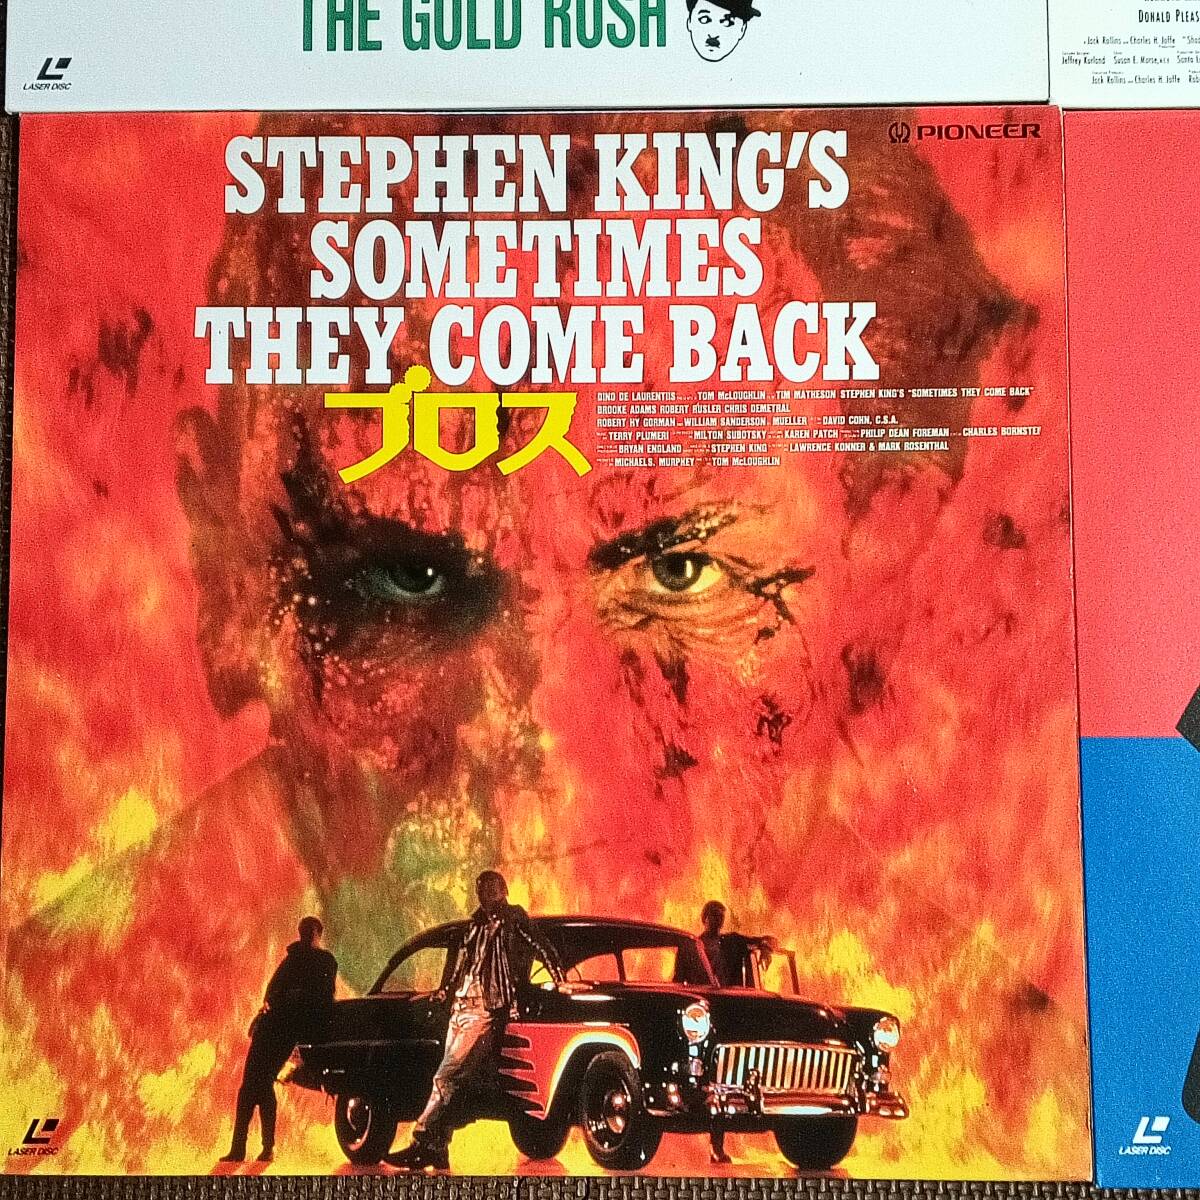 THE GOLD RUSH
LASER DISC
DONALD PLEAS
Jack Rollins Charles H. Joffe
Jeffrey Kurland Susan E. Morse, A.C.E. Santo
Jack Rollins Charles H. Joffe
PIONEER
STEPHEN KING'S
SOMETIMES
THEY COME BACK
ブロス
DINO DE LAURENTIIS TOM McLOUGHLIN TIM MATHESON STEPHEN KING'S "SOMETIMES THEY COME BACK"
BROOKE ADAMS ROBERT RUSLER CHRIS DEMETRAL
ROBERT HY GORMAN WILLIAM SANDERSON MUELLER DAVID COHN, C.S.A.
TERRY PLUMERI MILTON SUBOTSKY KAREN PATCH PHILIP DEAN FOREMAN CHARLES BORNSTEIN
BRYAN ENGLAND STEPHEN KING LAWRENCE KONNER & MARK ROSENTHAL
MICHAEL S. MURPHEY TOM McLOUGHLIN
LASER DISC
LASER DISC